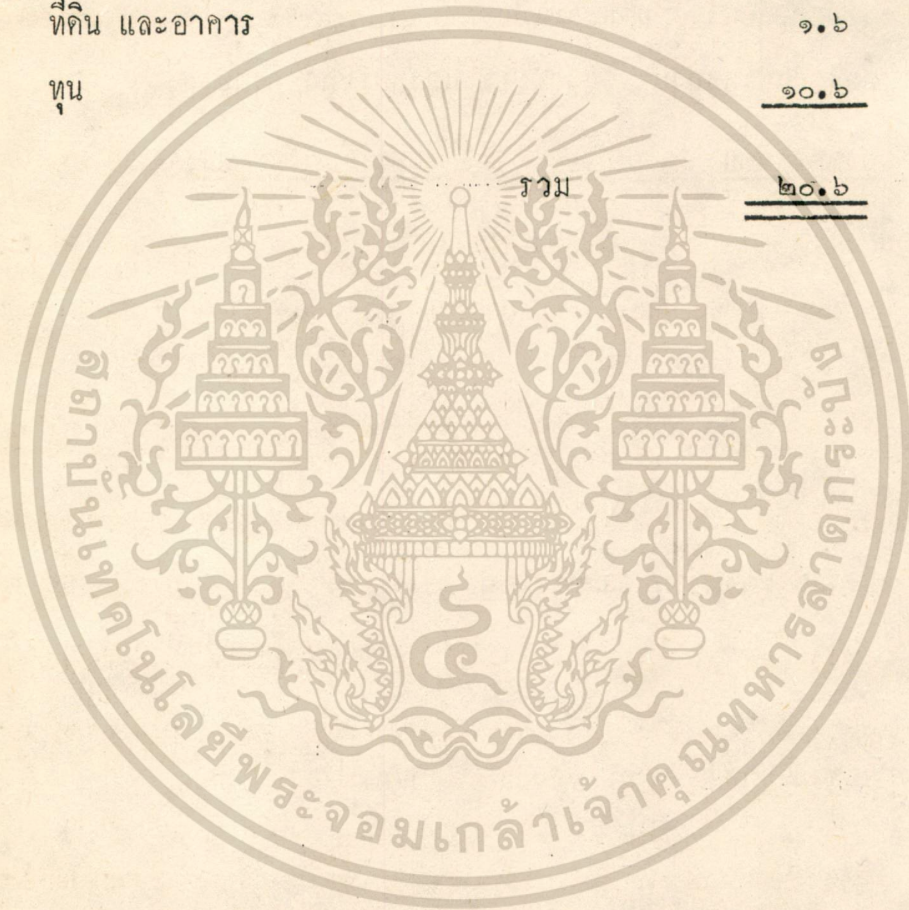 ที่ดิน และอาคาร ๑.๖
ทุน ๑๐.๖
รวม ๒๐.๖
สถาบันเทคโนโลยีพระจอมเกล้าเจ้าคุณทหารลาดกระบัง
๔